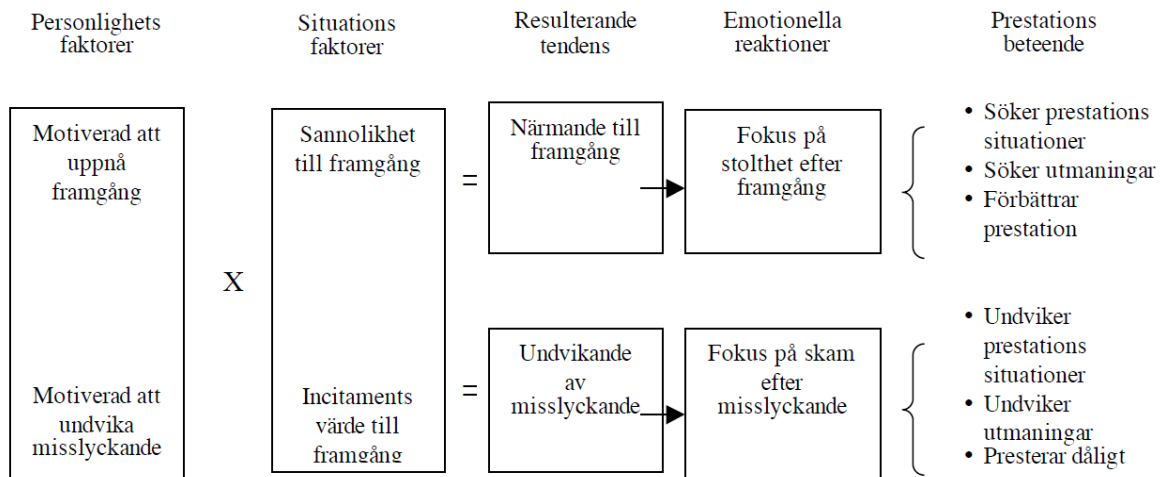 Personlighets
faktorer
Situations
faktorer
Resulterande
tendens
Emotionella
reaktioner
Prestations
beteende
Motiverad att
uppnå
framgång
Motiverad att
undvika
misslyckande
X
Sannolikhet
till framgång
Incitaments
värde till
framgång
=
Närmande till
framgång
Fokus på
stolthet efter
framgång
• Söker prestations
situationer
• Söker utmaningar
• Förbättrar
prestation
=
Undvikande
av
misslyckande
Fokus på skam
efter
misslyckande
• Undviker
prestations
situationer
• Undviker
utmaningar
• Presterar dåligt